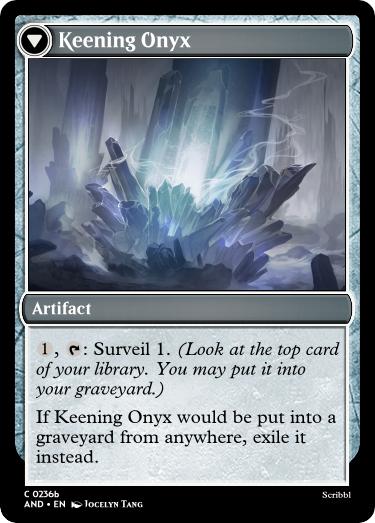 Keening Onyx
Artifact
1, : Surveil 1. (Look at the top card
of your library. You may put it into
your graveyard.)
If Keening Onyx would be put into a
graveyard from anywhere, exile it
instead.
C 0236b
AND • EN Jocelyn Tang
Scribbl